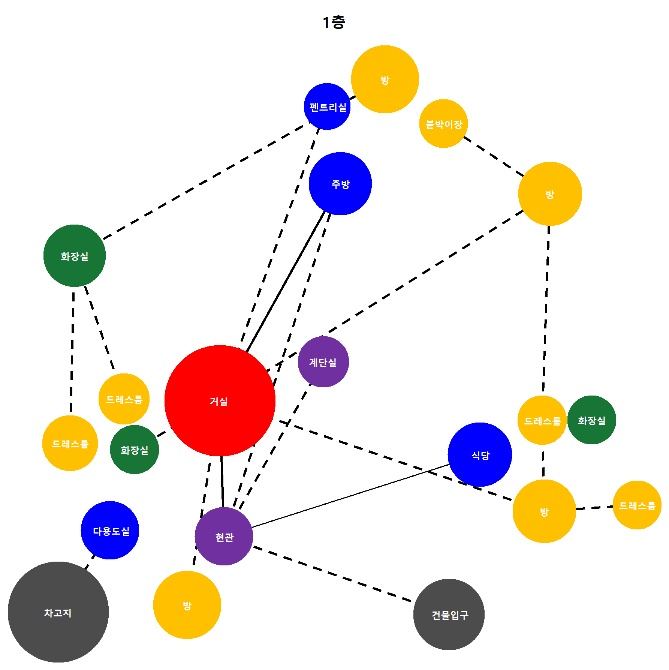 1층
방
펜트리실
붙박이장
주방
방
화장실
계단실
드레스룸
거실
드레스룸
화장실
드레스룸
화장실
식당
방
드레스룸
다용도실
현관
방
차고지
건물입구